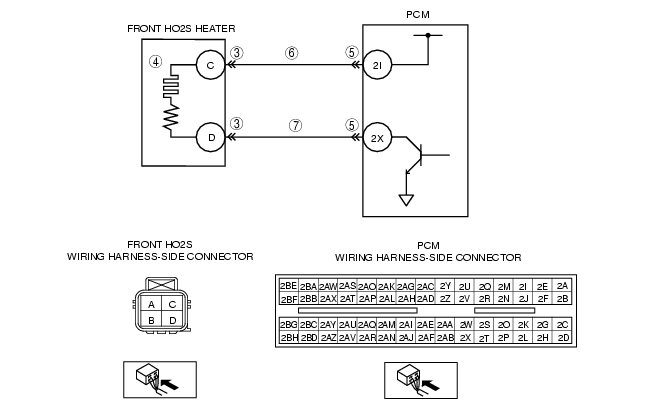 PCM
FRONT HO2S HEATER
④ C ③ ⑥ ⑤ 2I
D ③ ⑦ ⑤ 2X
FRONT HO2S
WIRING HARNESS-SIDE CONNECTOR
A C
B D
PCM
WIRING HARNESS-SIDE CONNECTOR
2BE 2BA 2AW 2AS 2AO 2AK 2AG 2AC 2Y 2U 2Q 2M 2I 2E 2A
2BF 2BB 2AX 2AT 2AP 2AL 2AH 2AD 2Z 2V 2R 2N 2J 2F 2B
2BG 2BC 2AY 2AU 2AQ 2AM 2AI 2AE 2AA 2W 2S 2O 2K 2G 2C
2BH 2BD 2AZ 2AV 2AR 2AN 2AJ 2AF 2AB 2X 2T 2P 2L 2H 2D